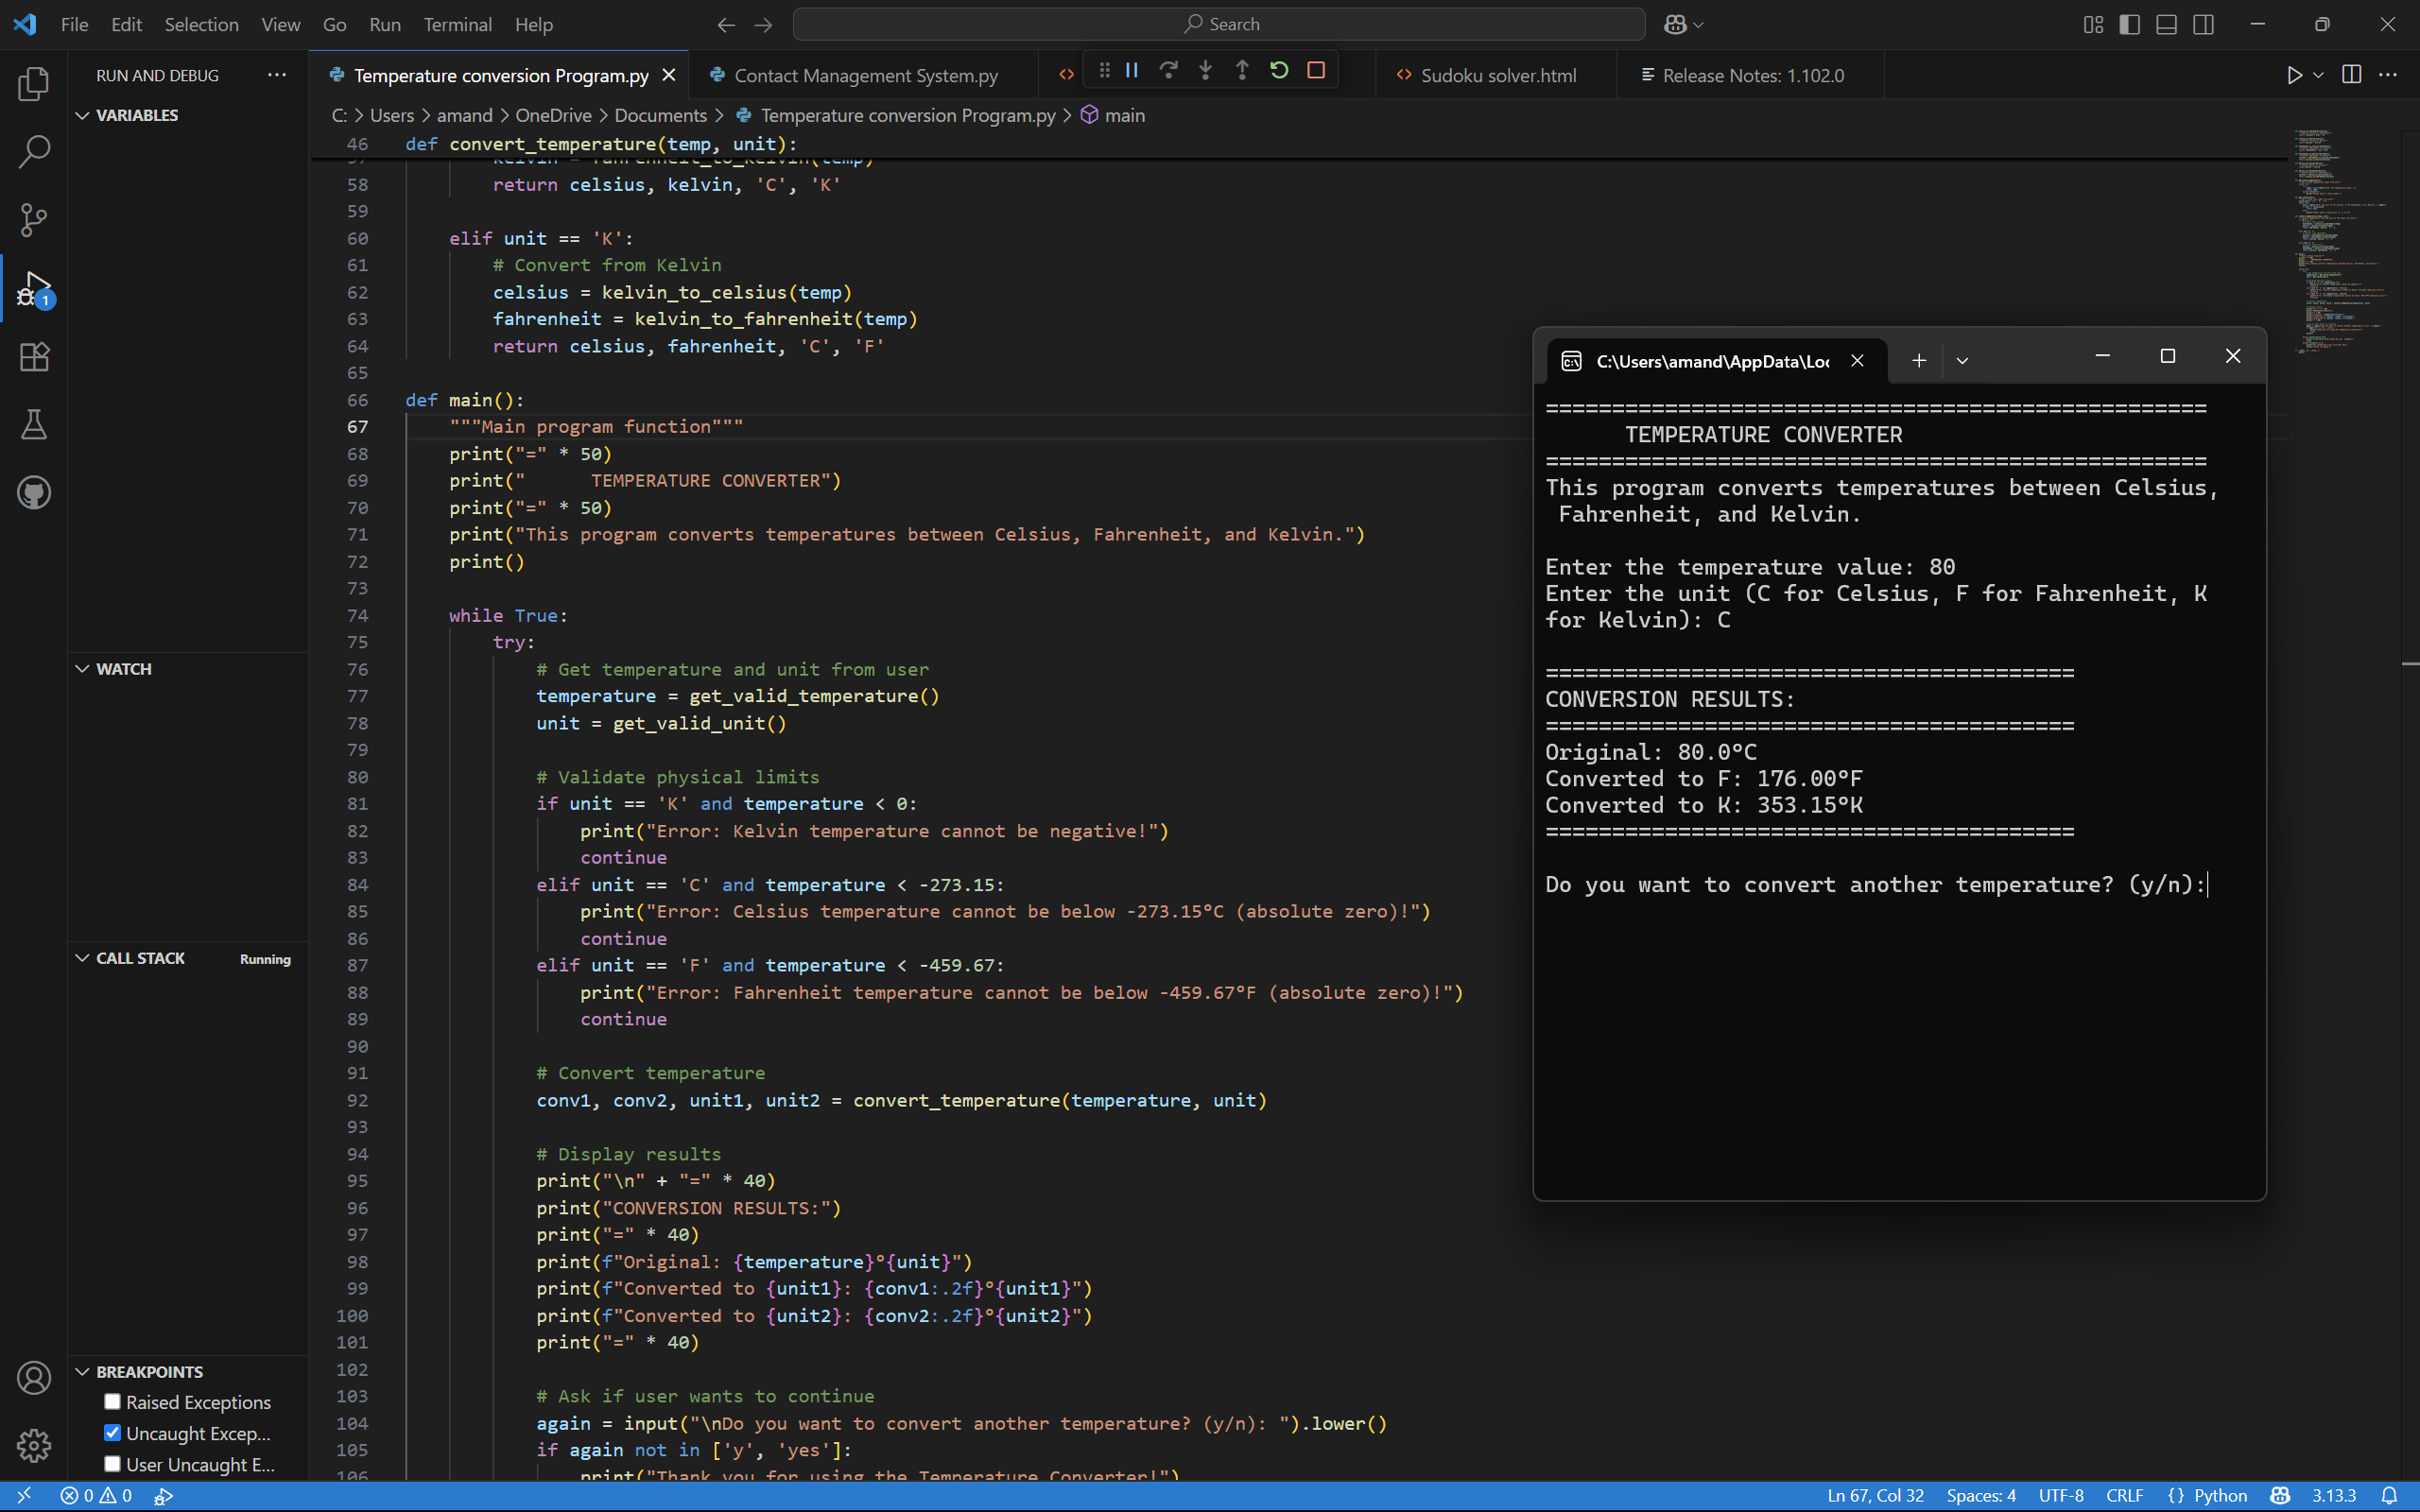 File Edit Selection View Go Run Terminal Help
Search
RUN AND DEBUG
VARIABLES
WATCH
CALL STACK Running
BREAKPOINTS
Raised Exceptions
Uncaught Excep...
User Uncaught E...
1
Temperature conversion Program.py
Contact Management System.py
Sudoku solver.html
Release Notes: 1.102.0
C: > Users > amand > OneDrive > Documents > Temperature conversion Program.py > main
46 def convert_temperature(temp, unit):
57 kelvin = fahrenheit_to_kelvin(temp)
58 return celsius, kelvin, 'C', 'K'
59
60 elif unit == 'K':
61 # Convert from Kelvin
62 celsius = kelvin_to_celsius(temp)
63 fahrenheit = kelvin_to_fahrenheit(temp)
64 return celsius, fahrenheit, 'C', 'F'
65
66 def main():
67 """Main program function"""
68 print("=" * 50)
69 print("      TEMPERATURE CONVERTER")
70 print("=" * 50)
71 print("This program converts temperatures between Celsius, Fahrenheit, and Kelvin.")
72 print()
73
74 while True:
75 try:
76 # Get temperature and unit from user
77 temperature = get_valid_temperature()
78 unit = get_valid_unit()
79
80 # Validate physical limits
81 if unit == 'K' and temperature < 0:
82 print("Error: Kelvin temperature cannot be negative!")
83 continue
84 elif unit == 'C' and temperature < -273.15:
85 print("Error: Celsius temperature cannot be below -273.15°C (absolute zero)!")
86 continue
87 elif unit == 'F' and temperature < -459.67:
88 print("Error: Fahrenheit temperature cannot be below -459.67°F (absolute zero)!")
89 continue
90
91 # Convert temperature
92 conv1, conv2, unit1, unit2 = convert_temperature(temperature, unit)
93
94 # Display results
95 print("\n" + "=" * 40)
96 print("CONVERSION RESULTS:")
97 print("=" * 40)
98 print(f"Original: {temperature}°{unit}")
99 print(f"Converted to {unit1}: {conv1:.2f}°{unit1}")
100 print(f"Converted to {unit2}: {conv2:.2f}°{unit2}")
101 print("=" * 40)
102
103 # Ask if user wants to continue
104 again = input("\nDo you want to convert another temperature? (y/n): ").lower()
105 if again not in ['y', 'yes']:
106 print("Thank you for using the Temperature Converter!")
C:\Users\amand\AppData\Loc
==================================================
      TEMPERATURE CONVERTER
==================================================
This program converts temperatures between Celsius,
 Fahrenheit, and Kelvin.
Enter the temperature value: 80
Enter the unit (C for Celsius, F for Fahrenheit, K
for Kelvin): C
========================================
CONVERSION RESULTS:
========================================
Original: 80.0°C
Converted to F: 176.00°F
Converted to K: 353.15°K
========================================
Do you want to convert another temperature? (y/n):
0 0
Ln 67, Col 32 Spaces: 4 UTF-8 CRLF {} Python 3.13.3